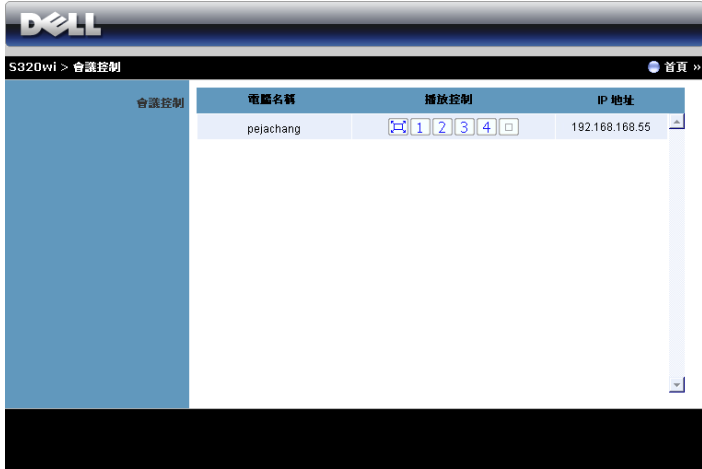 DELL
S320wi > 會議控制
首頁 »
會議控制
電腦名稱 播放控制 IP 地址
pejachang 1 2 3 4 192.168.168.55